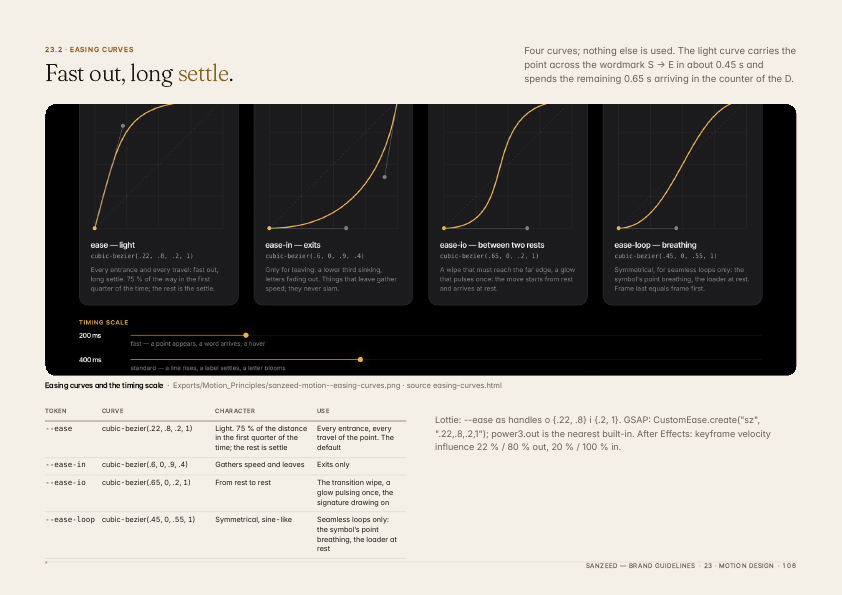 23.2 · EASING CURVES
Fast out, long settle.
Four curves; nothing else is used. The light curve carries the
point across the wordmark S → E in about 0.45 s and
spends the remaining 0.65 s arriving in the counter of the D.
ease — light
cubic-bezier(.22, .8, .2, 1)
Every entrance and every travel: fast out,
long settle. 75 % of the way in the first
quarter of the time; the rest is the settle.
ease-in — exits
cubic-bezier(.6, 0, .9, .4)
Only for leaving: a lower third sinking,
letters fading out. Things that leave gather
speed; they never slam.
ease-io — between two rests
cubic-bezier(.65, 0, .2, 1)
A wipe that must reach the far edge, a glow
that pulses once: the move starts from rest
and arrives at rest.
ease-loop — breathing
cubic-bezier(.45, 0, .55, 1)
Symmetrical, for seamless loops only: the
symbol's point breathing, the loader at rest.
Frame last equals frame first.
TIMING SCALE
200 ms
fast — a point appears, a word arrives, a hover
400 ms
standard — a line rises, a label settles, a letter blooms
Easing curves and the timing scale · Exports/Motion_Principles/sanzeed-motion--easing-curves.png · source easing-curves.html
TOKEN CURVE CHARACTER USE
--ease cubic-bezier(.22, .8, .2, 1) Light. 75 % of the distance in the first quarter of the time; the rest is settle Every entrance, every travel of the point. The default
--ease-in cubic-bezier(.6, 0, .9, .4) Gathers speed and leaves Exits only
--ease-io cubic-bezier(.65, 0, .2, 1) From rest to rest The transition wipe, a glow pulsing once, the signature drawing on
--ease-loop cubic-bezier(.45, 0, .55, 1) Symmetrical, sine-like Seamless loops only: the symbol's point breathing, the loader at rest
Lottie: --ease as handles o {.22, .8} i {.2, 1}. GSAP: CustomEase.create("sz",
".22,.8,.2,1"); power3.out is the nearest built-in. After Effects: keyframe velocity
influence 22 % / 80 % out, 20 % / 100 % in.
SANZEED — BRAND GUIDELINES · 23 · MOTION DESIGN · 106